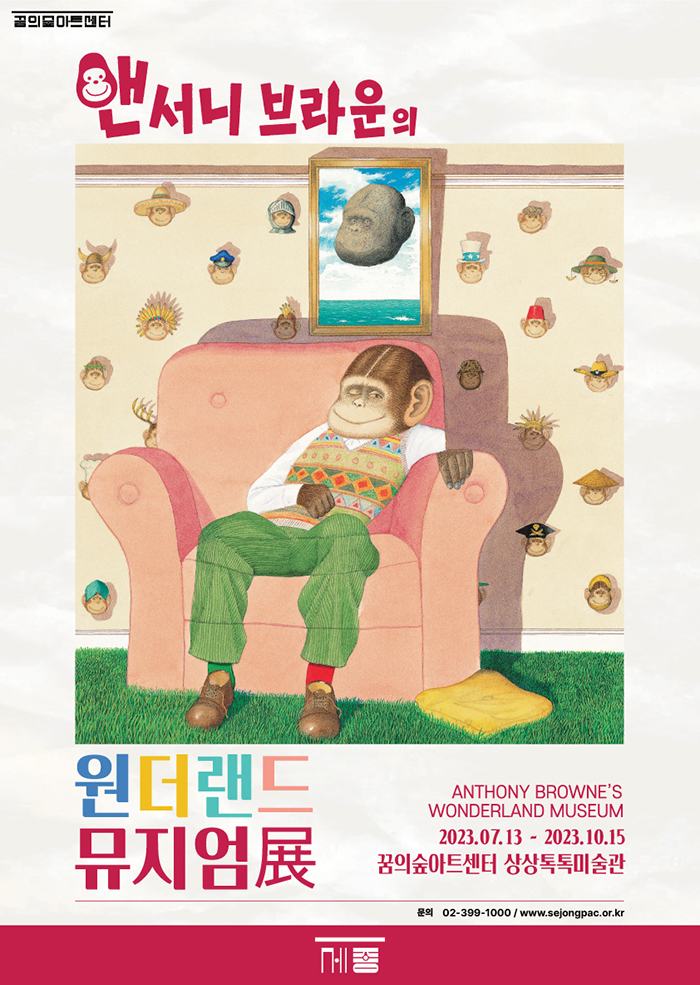 꿈의숲아트센터
앤서니 브라운의
원더랜드
뮤지엄展
ANTHONY BROWNE'S
WONDERLAND MUSEUM
2023.07.13 - 2023.10.15
꿈의숲아트센터 상상톡톡미술관
문의 02-399-1000 / www.sejongpac.or.kr
세종